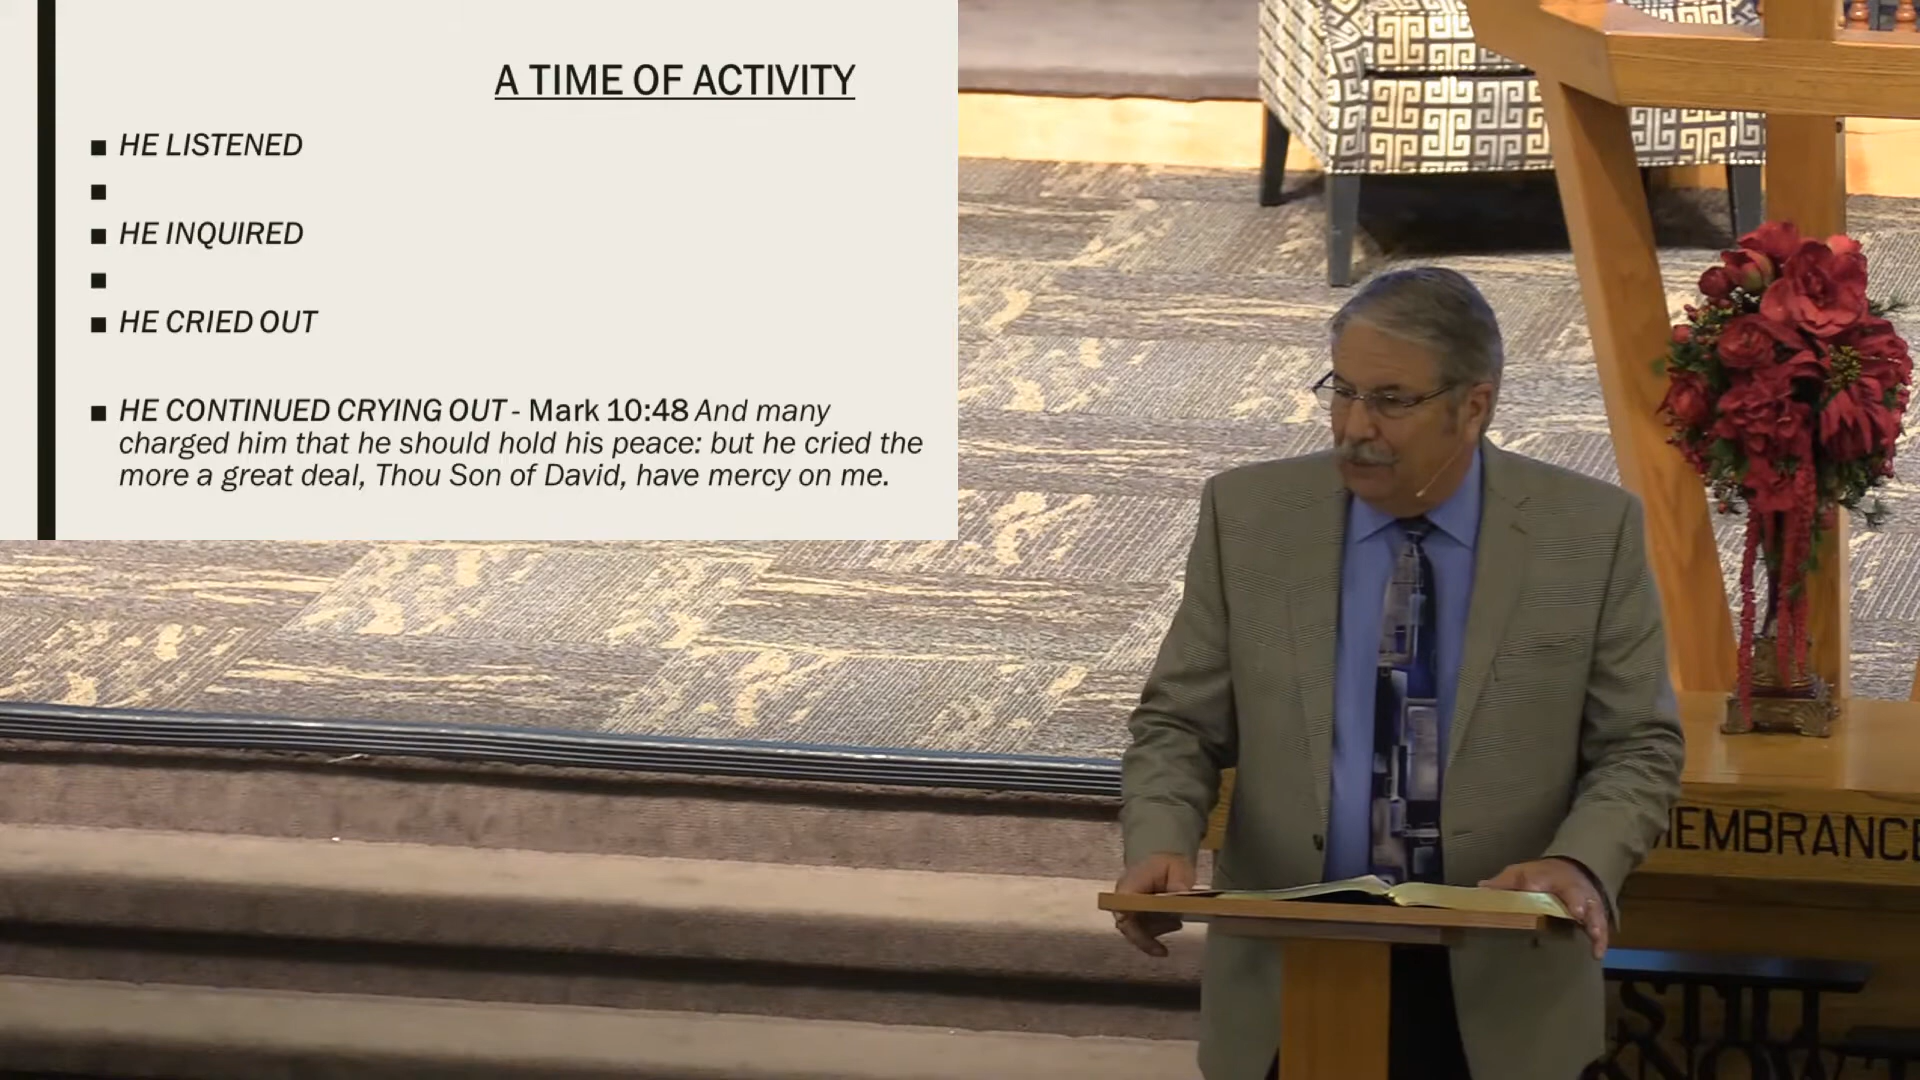 A TIME OF ACTIVITY
HE LISTENED
HE INQUIRED
HE CRIED OUT
HE CONTINUED CRYING OUT - Mark 10:48 And many
charged him that he should hold his peace: but he cried the
more a great deal, Thou Son of David, have mercy on me.
MEMBRANCE
STILL
KNOW